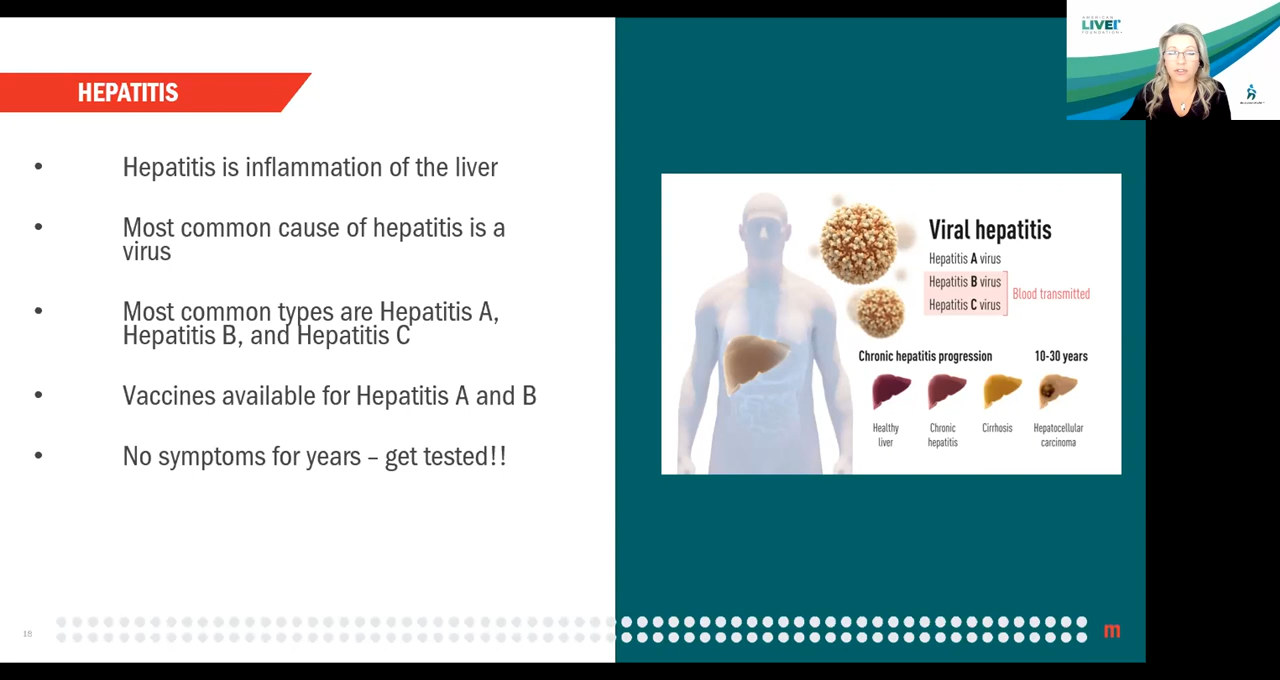 AMERICAN
LIVER
FOUNDATION
HEPATITIS
• Hepatitis is inflammation of the liver
• Most common cause of hepatitis is a
virus
• Most common types are Hepatitis A,
Hepatitis B, and Hepatitis C
• Vaccines available for Hepatitis A and B
• No symptoms for years – get tested!!
Viral hepatitis
Hepatitis A virus
Hepatitis B virus
Hepatitis C virus
Blood transmitted
Chronic hepatitis progression
10-30 years
Healthy
liver
Chronic
hepatitis
Cirrhosis
Hepatocellular
carcinoma
18
m